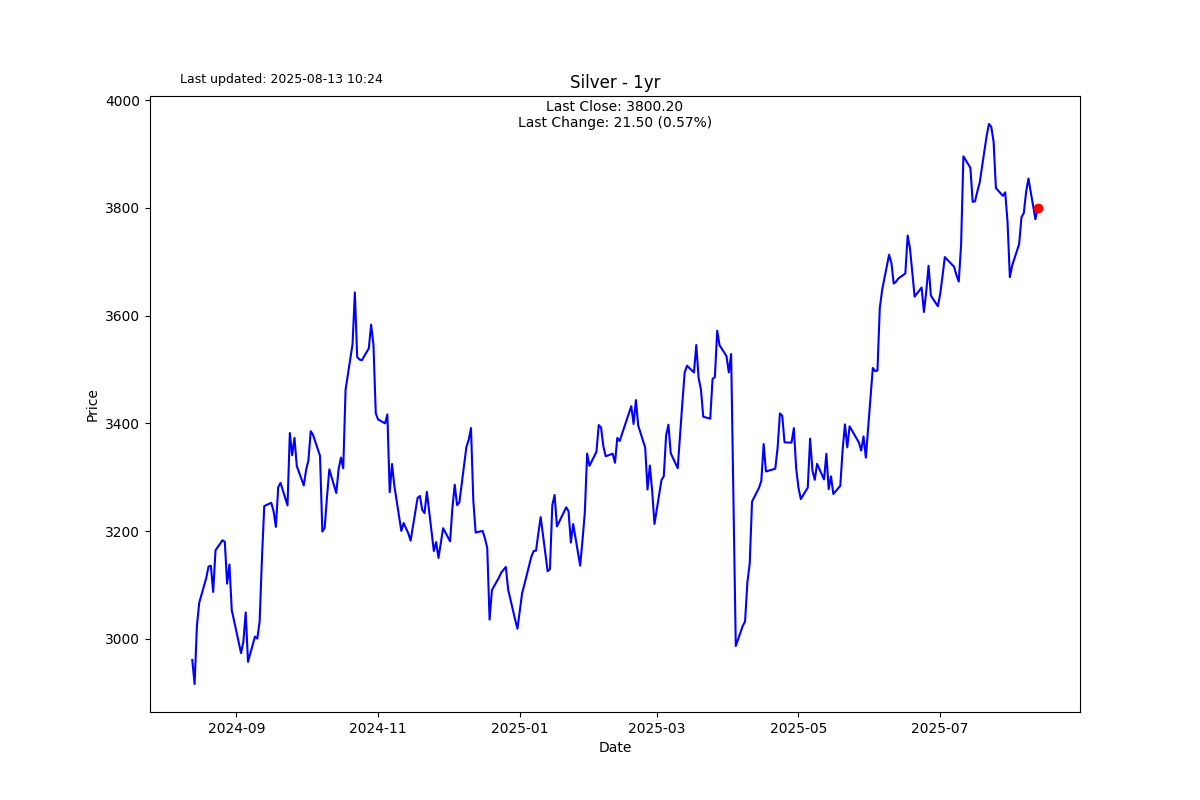 Last updated: 2025-08-13 10:24
Silver - 1yr
Last Close: 3800.20
Last Change: 21.50 (0.57%)
4000
3800
3600
3400
3200
3000
Price
2024-09
2024-11
2025-01
2025-03
2025-05
2025-07
Date